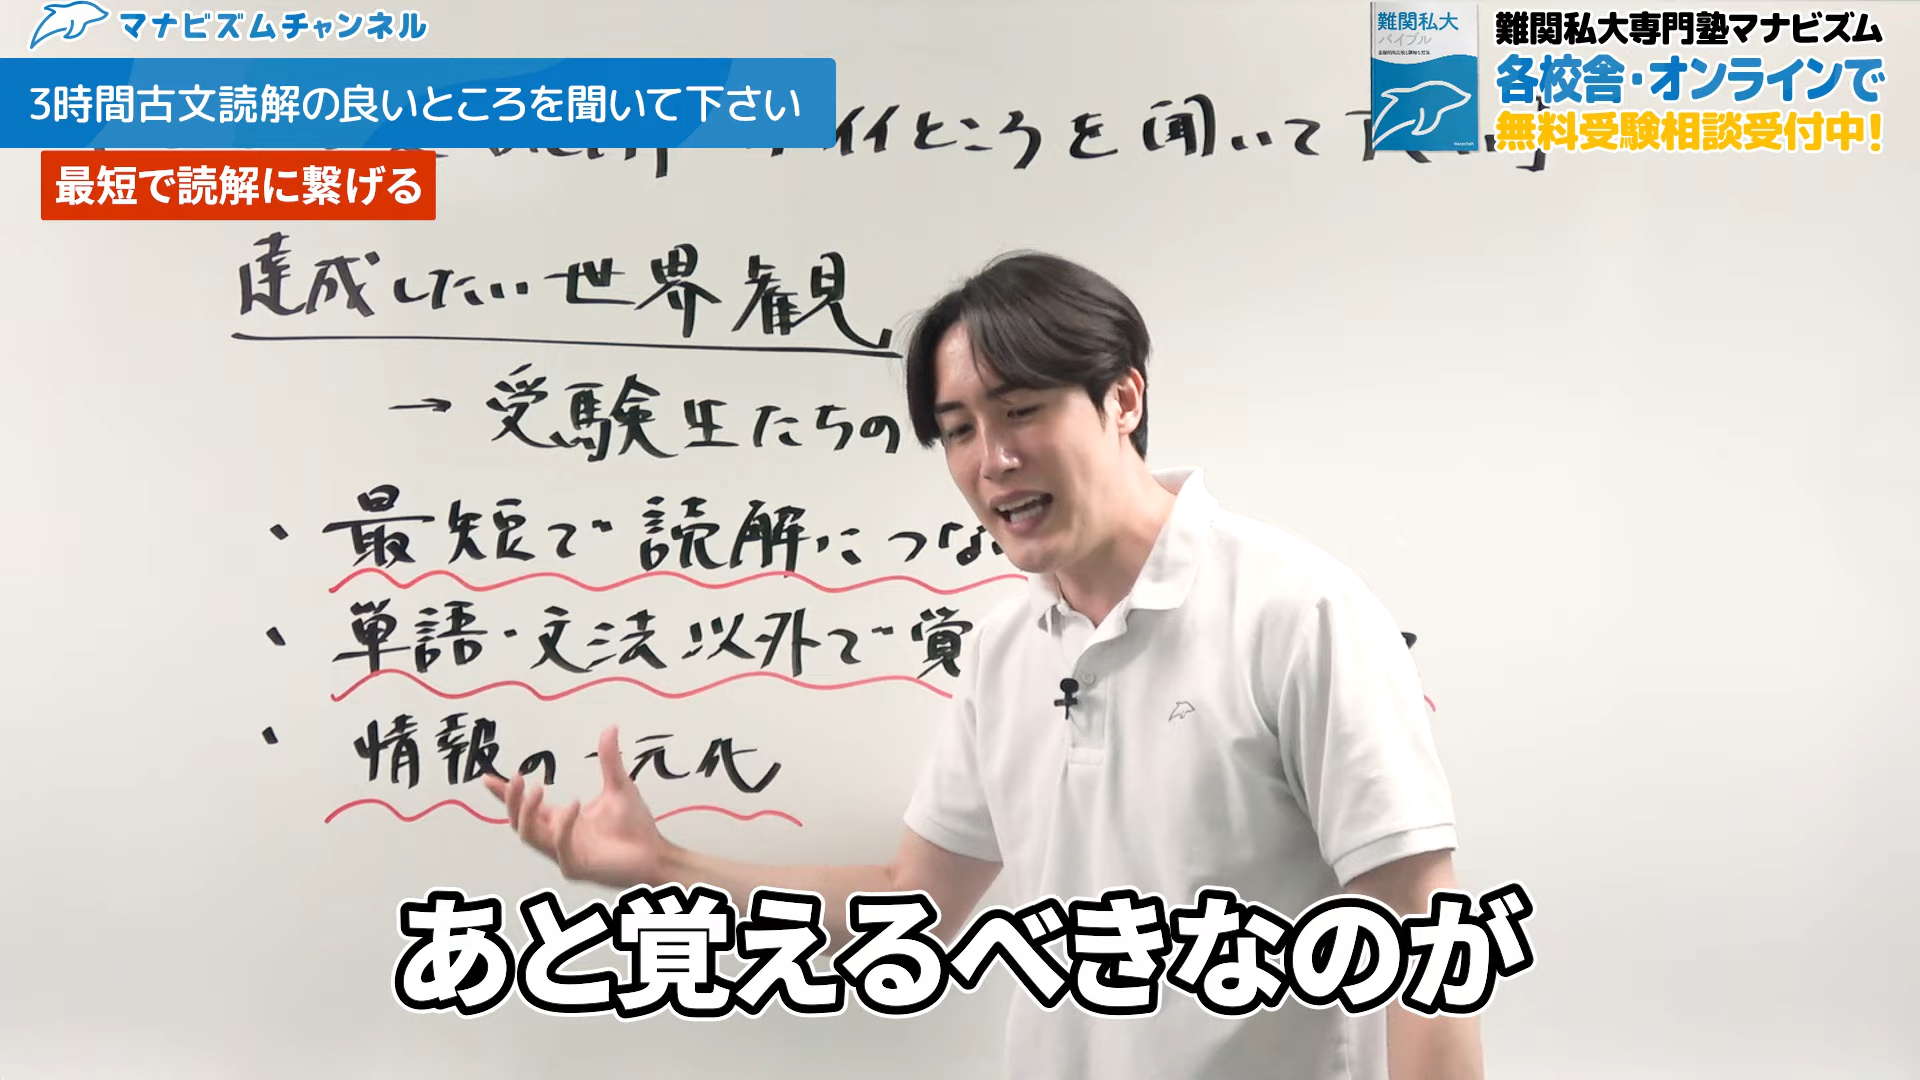 マナビズムチャンネル
3時間古文読解の良いところを聞いて下さい
最短で読解に繋げる
難関私大
バイブル
難関私大専門塾マナビズム
各校舎・オンラインで
無料受験相談受付中!
イイところを聞いて
達成したい世界観
→ 受験生たちの
・最短で読解につな
・単語・文法以外で覚
・情報の一元化
あと覚えるべきなのが